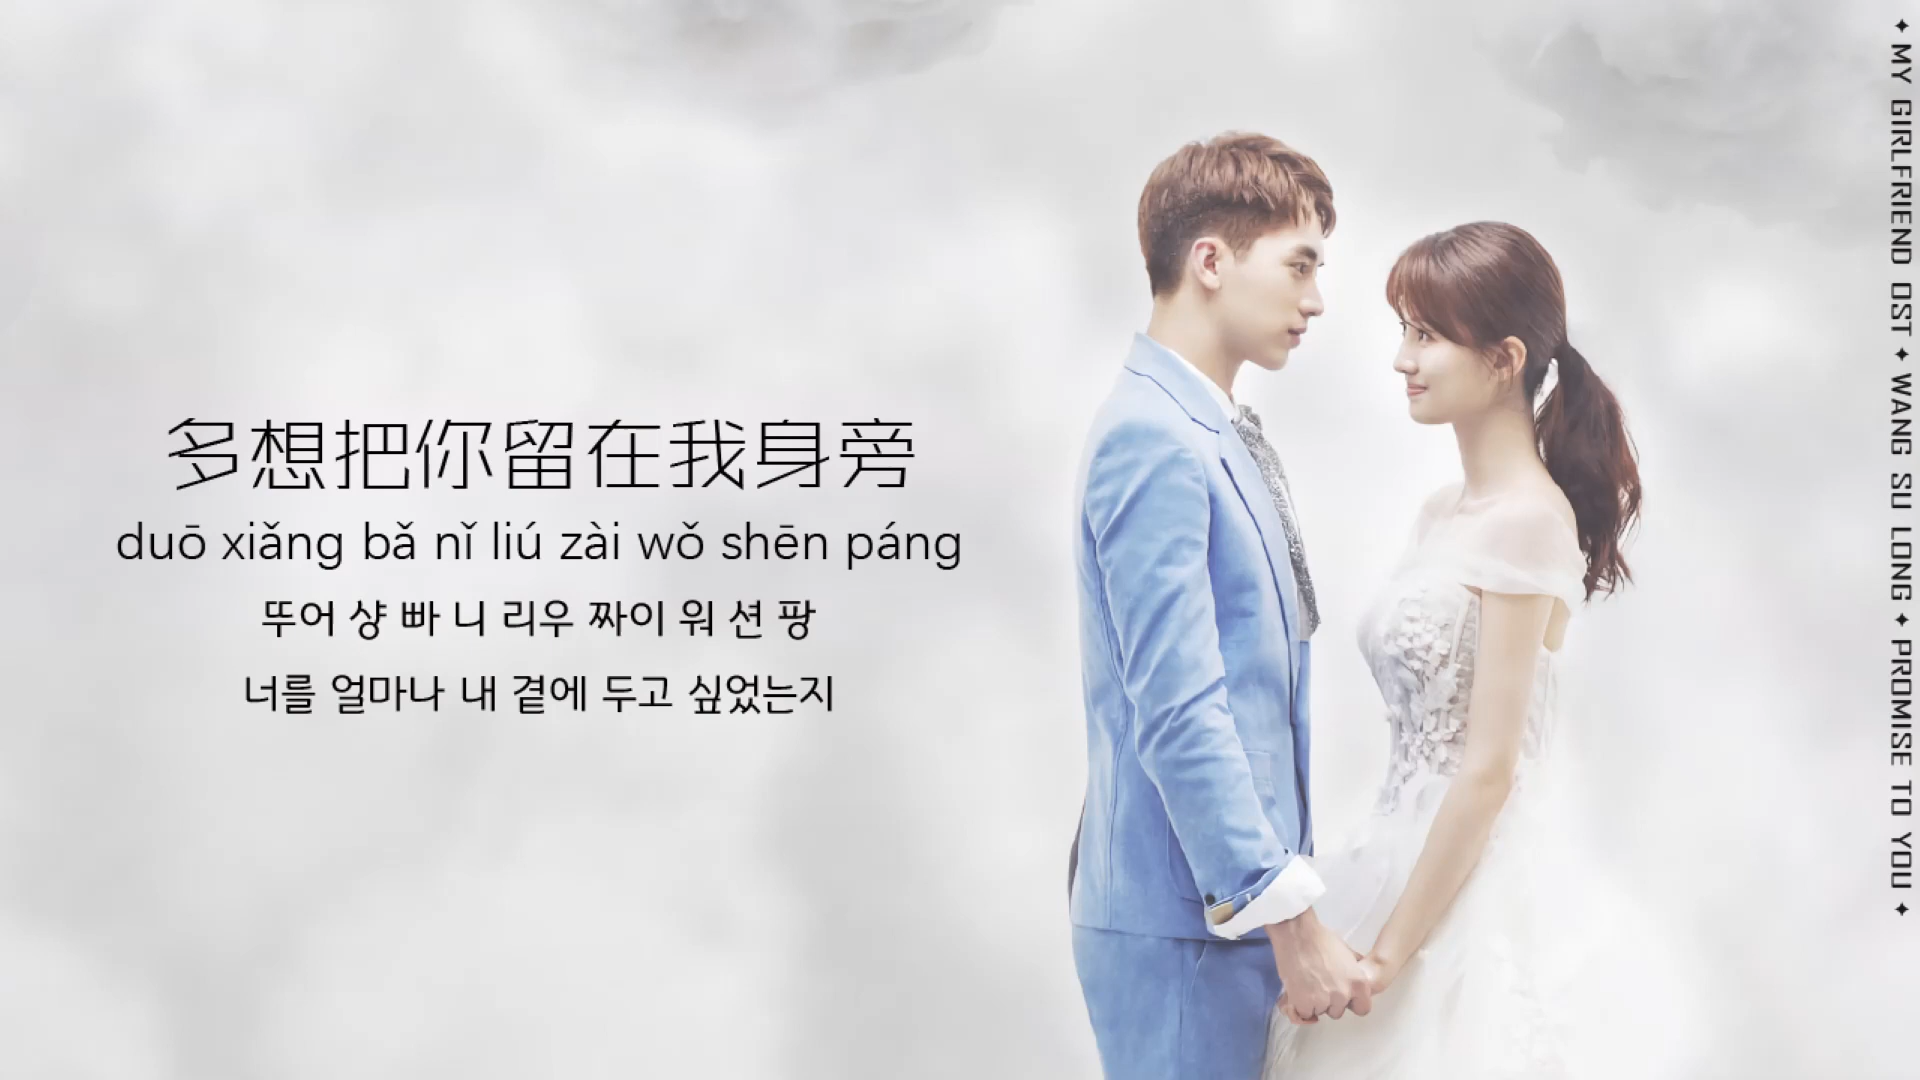 多想把你留在我身旁
duō xiǎng bǎ nǐ liú zài wǒ shēn páng
뚜어 샹 빠 니 리우 짜이 워 션 팡
너를 얼마나 내 곁에 두고 싶었는지
✦ MY GIRLFRIEND OST ✦ WANG SU LONG ✦ PROMISE TO YOU ✦